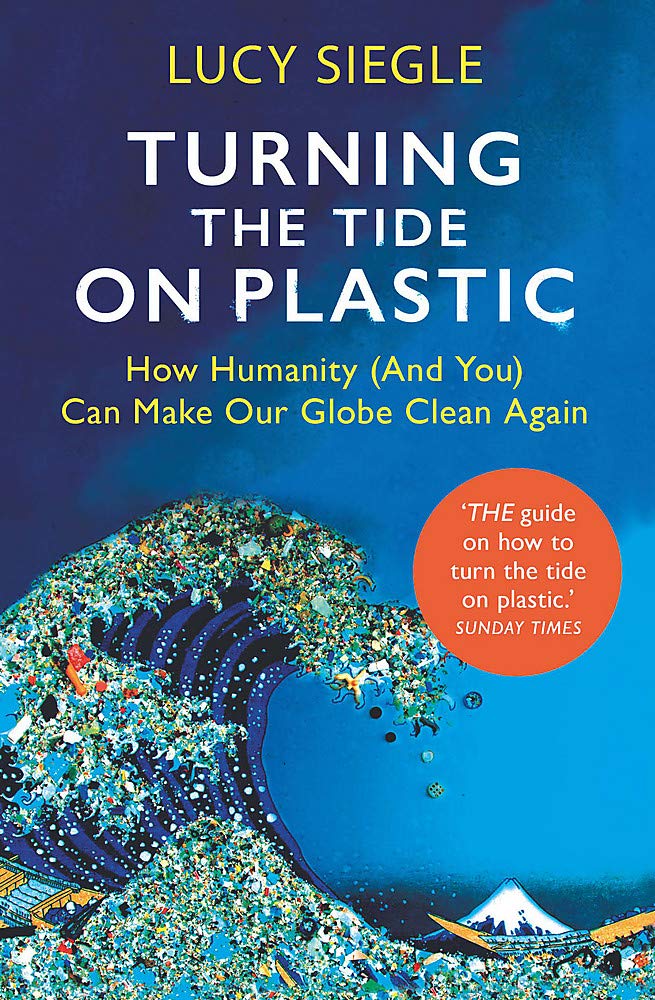 LUCY SIEGLE
TURNING
THE TIDE
ON PLASTIC
How Humanity (And You)
Can Make Our Globe Clean Again
‘THE guide
on how to
turn the tide
on plastic.’
SUNDAY TIMES